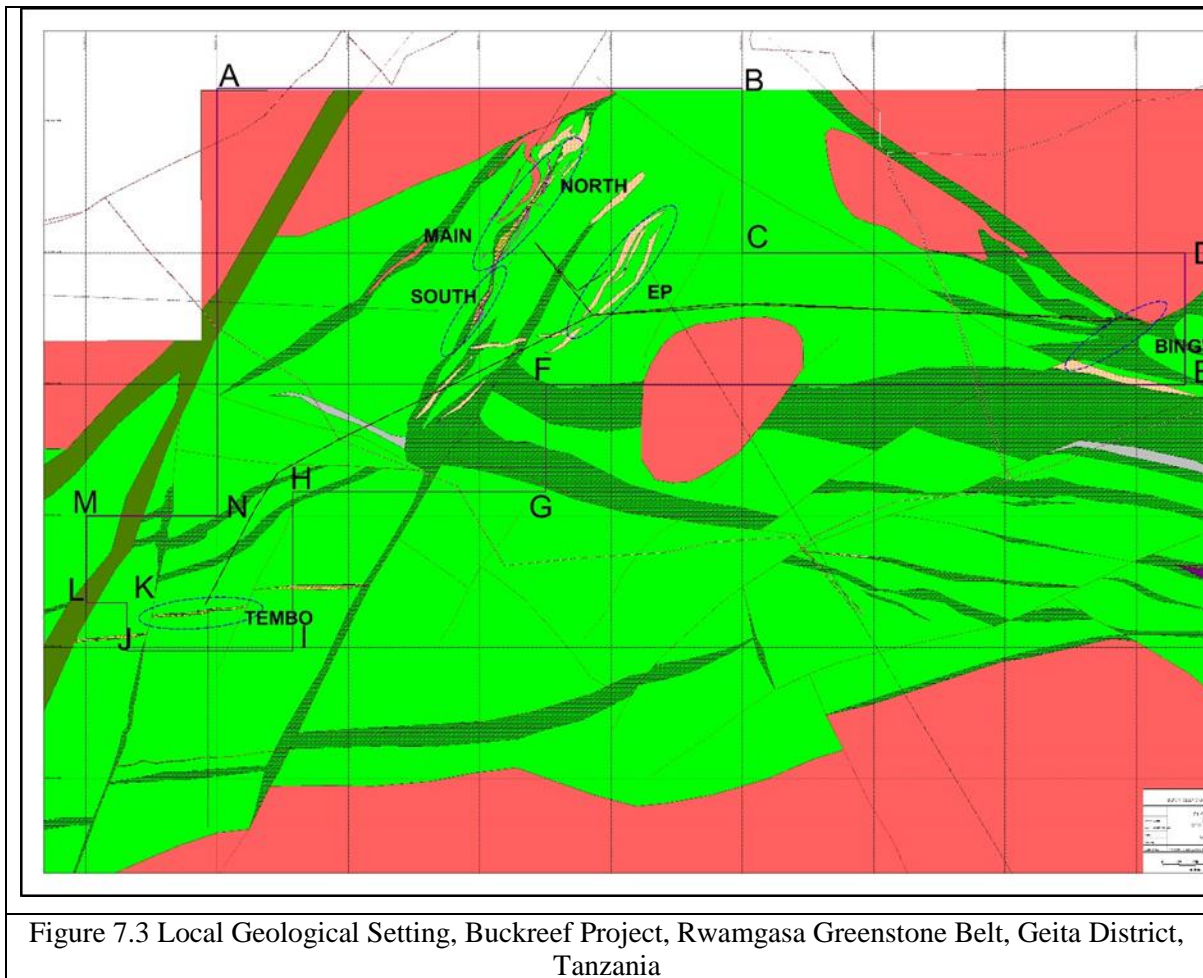 A
B
NORTH
MAIN
C
D
SOUTH
EP
BING
F
E
H
M
N
G
L
K
TEMBO
J
I
Figure 7.3 Local Geological Setting, Buckreef Project, Rwamgasa Greenstone Belt, Geita District,
Tanzania